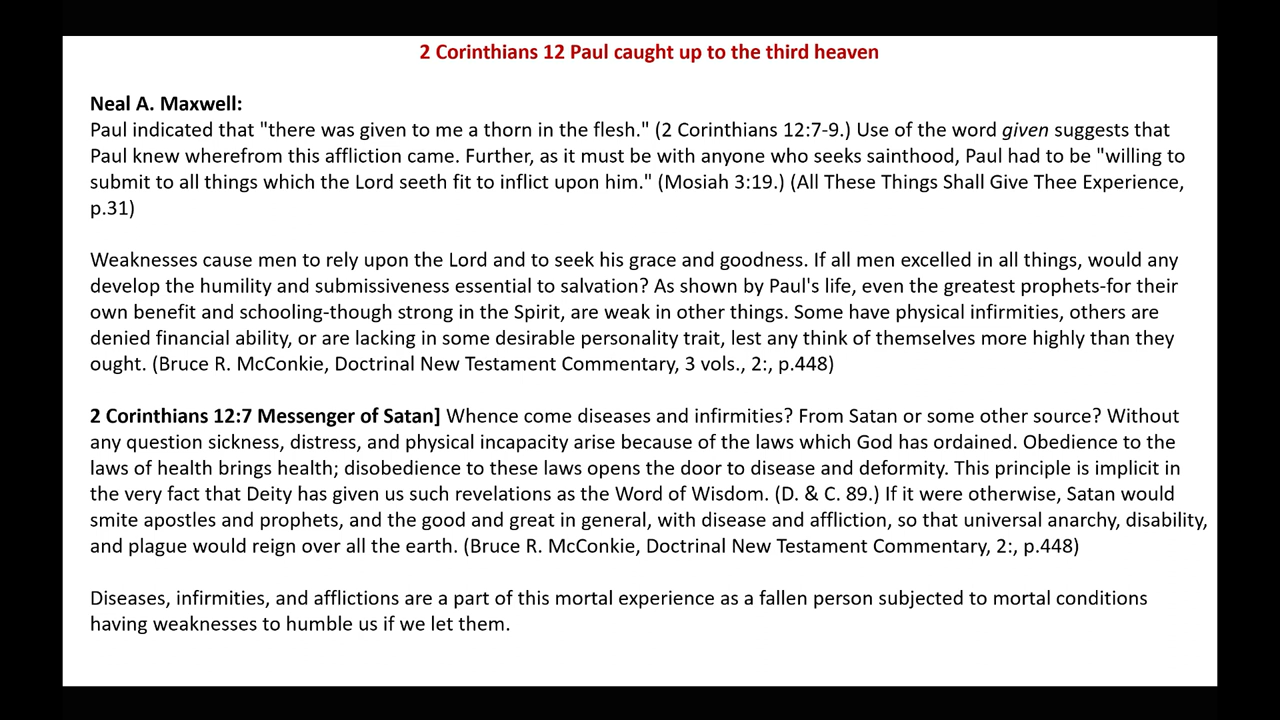 2 Corinthians 12 Paul caught up to the third heaven
Neal A. Maxwell:
Paul indicated that "there was given to me a thorn in the flesh." (2 Corinthians 12:7-9.) Use of the word given suggests that
Paul knew wherefrom this affliction came. Further, as it must be with anyone who seeks sainthood, Paul had to be "willing to
submit to all things which the Lord seeth fit to inflict upon him." (Mosiah 3:19.) (All These Things Shall Give Thee Experience,
p.31)
Weaknesses cause men to rely upon the Lord and to seek his grace and goodness. If all men excelled in all things, would any
develop the humility and submissiveness essential to salvation? As shown by Paul's life, even the greatest prophets-for their
own benefit and schooling-though strong in the Spirit, are weak in other things. Some have physical infirmities, others are
denied financial ability, or are lacking in some desirable personality trait, lest any think of themselves more highly than they
ought. (Bruce R. McConkie, Doctrinal New Testament Commentary, 3 vols., 2:, p.448)
2 Corinthians 12:7 Messenger of Satan] Whence come diseases and infirmities? From Satan or some other source? Without
any question sickness, distress, and physical incapacity arise because of the laws which God has ordained. Obedience to the
laws of health brings health; disobedience to these laws opens the door to disease and deformity. This principle is implicit in
the very fact that Deity has given us such revelations as the Word of Wisdom. (D. & C. 89.) If it were otherwise, Satan would
smite apostles and prophets, and the good and great in general, with disease and affliction, so that universal anarchy, disability,
and plague would reign over all the earth. (Bruce R. McConkie, Doctrinal New Testament Commentary, 2:, p.448)
Diseases, infirmities, and afflictions are a part of this mortal experience as a fallen person subjected to mortal conditions
having weaknesses to humble us if we let them.